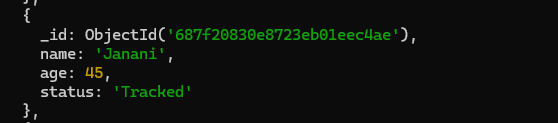 },
{
_id: ObjectId('687f20830e8723eb01eec4ae'),
name: 'Janani',
age: 45,
status: 'Tracked'
},